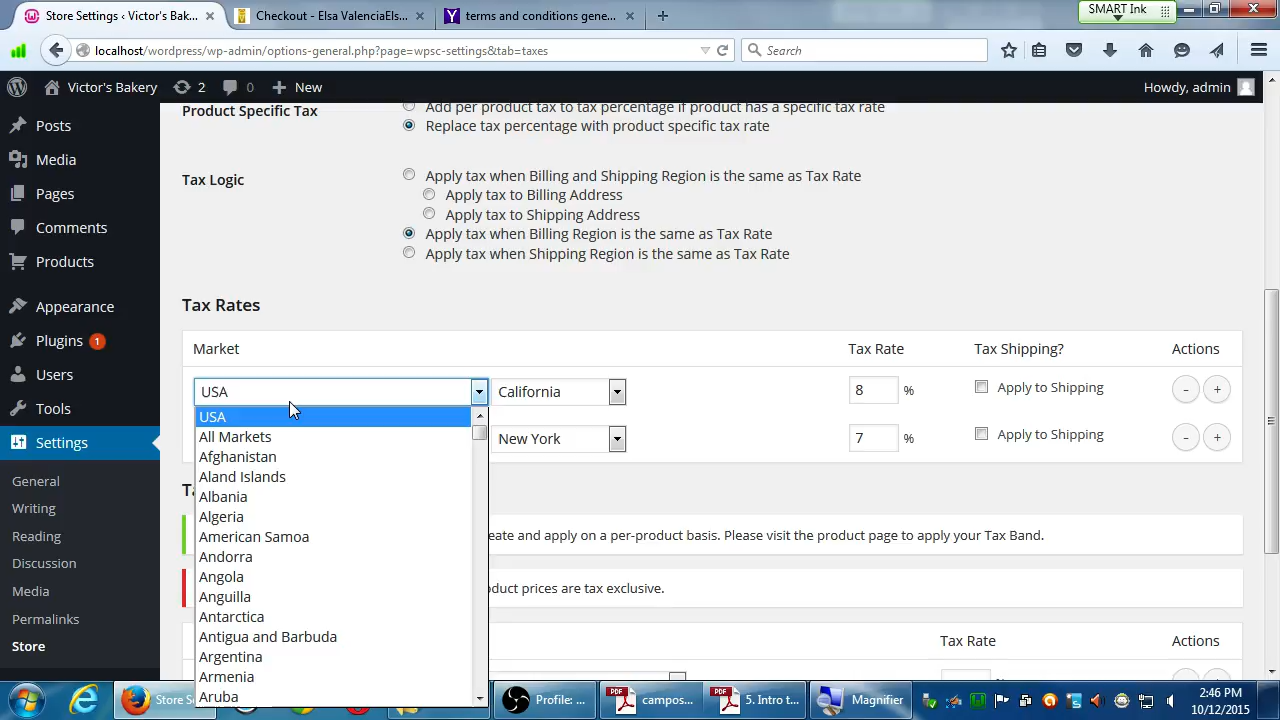 Store Settings ‹ Victor's Bak...
Checkout - Elsa ValenciaEls...
terms and conditions gene...
SMART Ink
localhost/wordpress/wp-admin/options-general.php?page=wpsc-settings&tab=taxes
Search
Victor's Bakery
2
0
New
Howdy, admin
Posts
Media
Pages
Comments
Products
Appearance
Plugins 1
Users
Tools
Settings
General
Writing
Reading
Discussion
Media
Permalinks
Store
Product Specific Tax
Add per product tax to tax percentage if product has a specific tax rate
Replace tax percentage with product specific tax rate
Tax Logic
Apply tax when Billing and Shipping Region is the same as Tax Rate
Apply tax to Billing Address
Apply tax to Shipping Address
Apply tax when Billing Region is the same as Tax Rate
Apply tax when Shipping Region is the same as Tax Rate
Tax Rates
Market Tax Rate Tax Shipping? Actions
USA California 8 % Apply to Shipping - +
New York 7 % Apply to Shipping - +
USA
All Markets
Afghanistan
Aland Islands
Albania
Algeria
American Samoa
Andorra
Angola
Anguilla
Antarctica
Antigua and Barbuda
Argentina
Armenia
Aruba
eate and apply on a per-product basis. Please visit the product page to apply your Tax Band.
duct prices are tax exclusive.
Tax Rate Actions
Store Se
Profile: ...
campos...
5. Intro t...
Magnifier
2:46 PM
10/12/2015